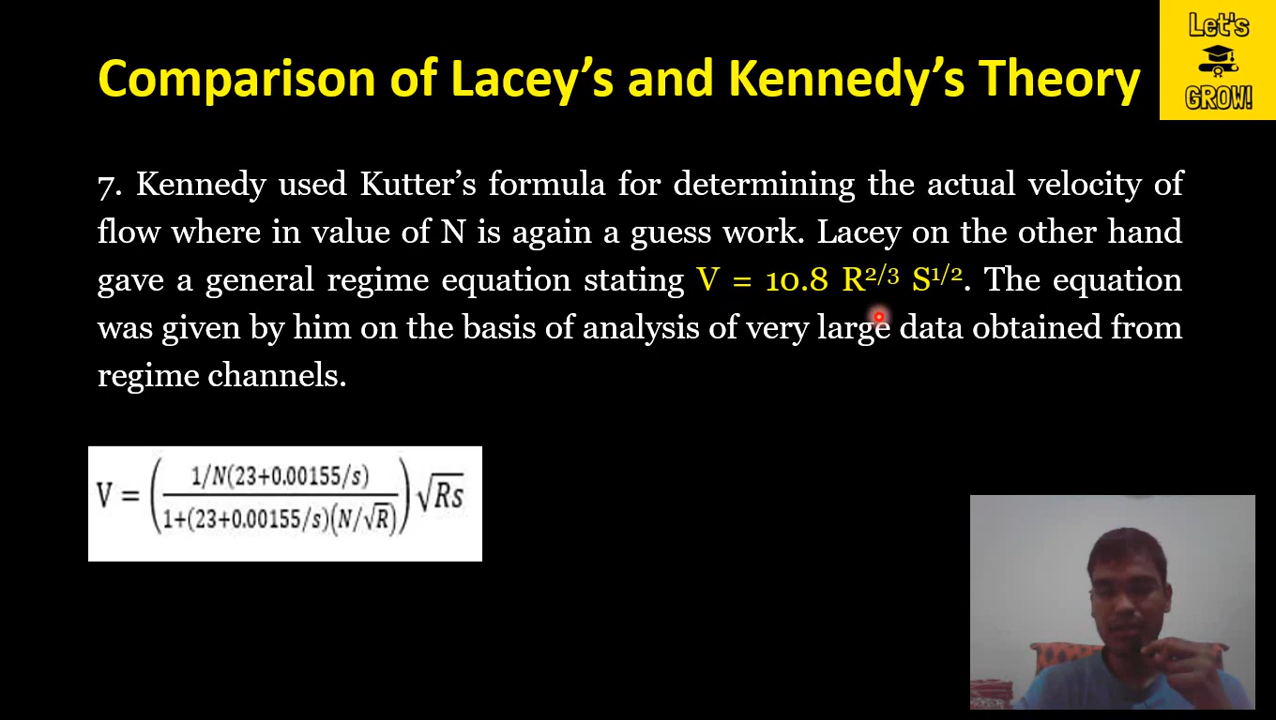 Let's
GROW!
Comparison of Lacey’s and Kennedy’s Theory
7. Kennedy used Kutter’s formula for determining the actual velocity of
flow where in value of N is again a guess work. Lacey on the other hand
gave a general regime equation stating V = 10.8 R^2/3 S^1/2. The equation
was given by him on the basis of analysis of very large data obtained from
regime channels.
V = ( 1/N(23+0.00155/s) / 1+(23+0.00155/s)(N/√R) ) √Rs